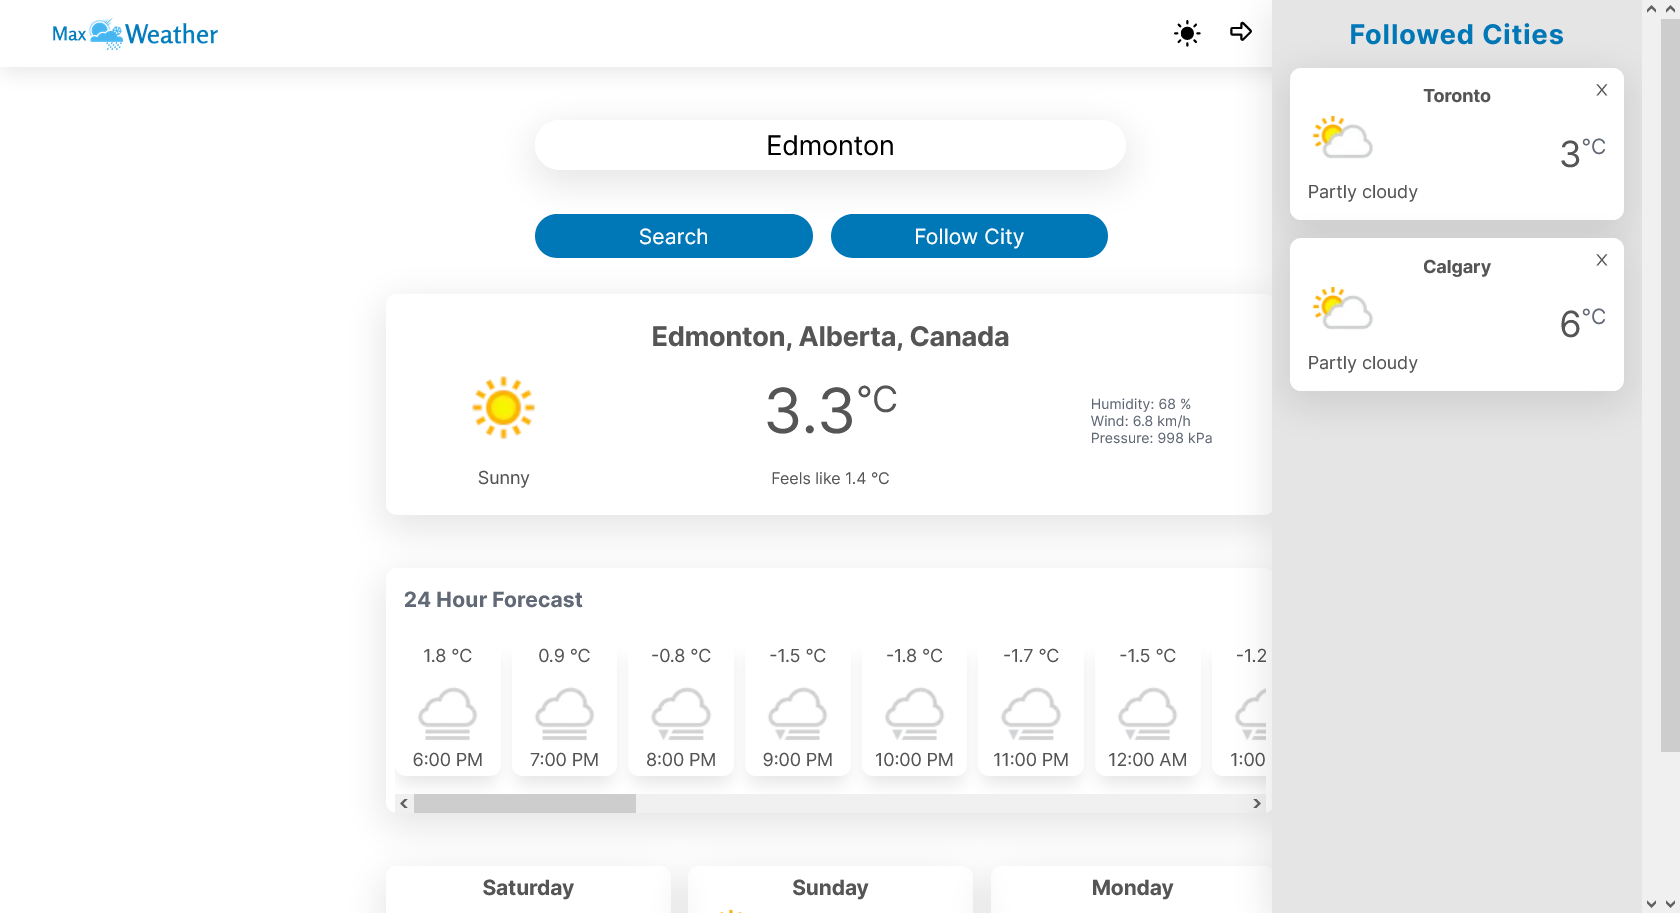 Max Weather
Edmonton
Search
Follow City
Edmonton, Alberta, Canada
Sunny
3.3°C
Feels like 1.4 °C
Humidity: 68 %
Wind: 6.8 km/h
Pressure: 998 kPa
24 Hour Forecast
1.8 °C 0.9 °C -0.8 °C -1.5 °C -1.8 °C -1.7 °C -1.5 °C -1.2
6:00 PM 7:00 PM 8:00 PM 9:00 PM 10:00 PM 11:00 PM 12:00 AM 1:00
Saturday Sunday Monday
Followed Cities
Toronto
X
3°C
Partly cloudy
Calgary
X
6°C
Partly cloudy